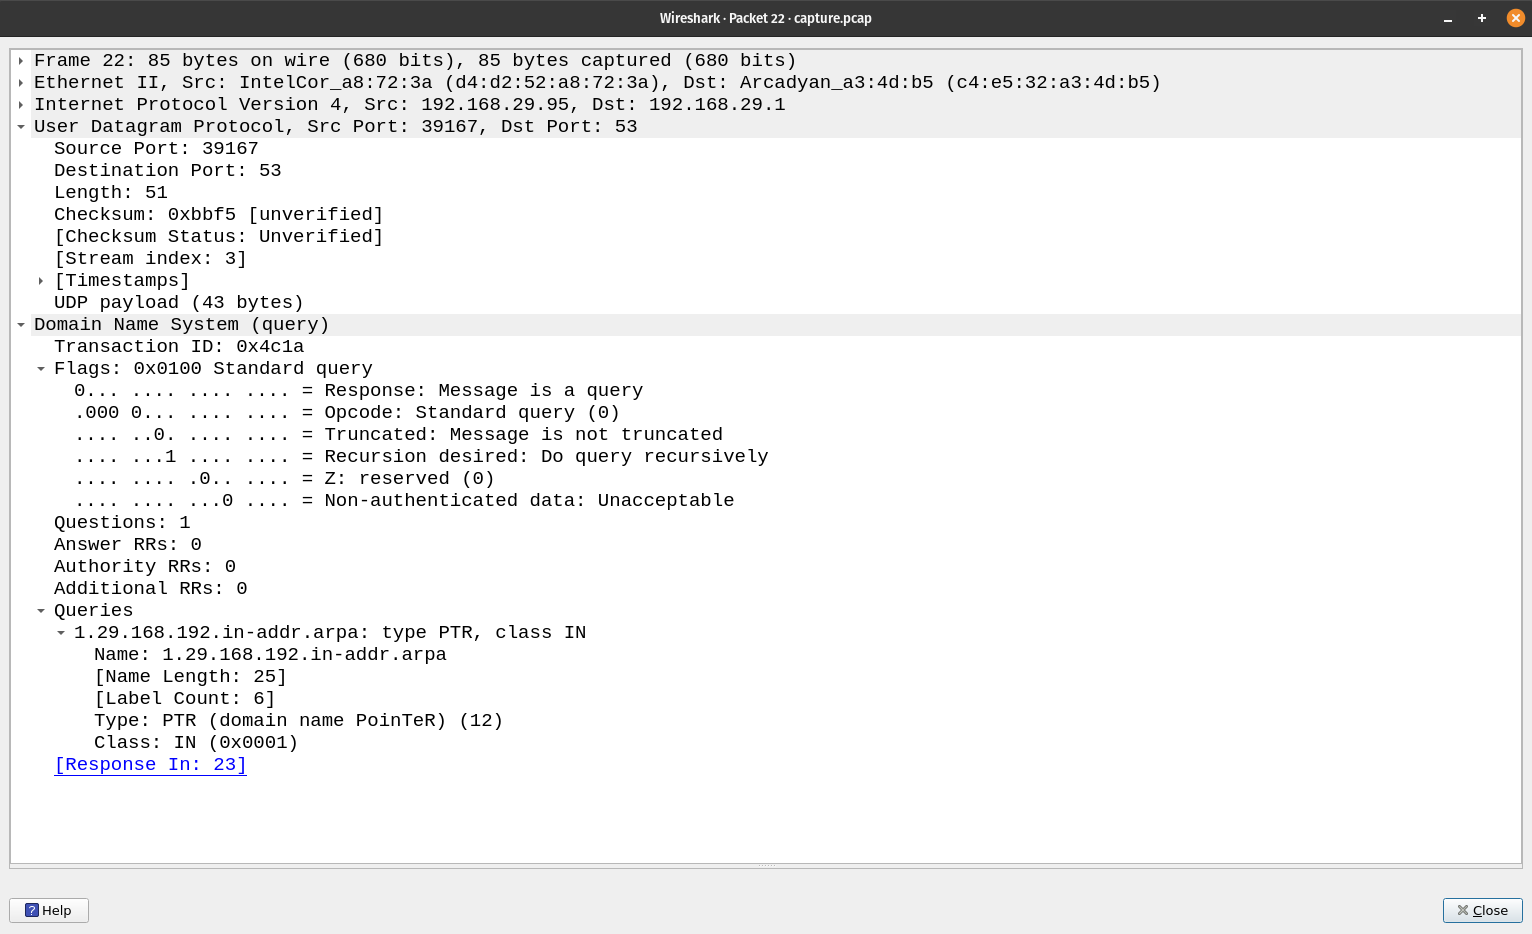 Wireshark · Packet 22 · capture.pcap
Frame 22: 85 bytes on wire (680 bits), 85 bytes captured (680 bits)
Ethernet II, Src: IntelCor_a8:72:3a (d4:d2:52:a8:72:3a), Dst: Arcadyan_a3:4d:b5 (c4:e5:32:a3:4d:b5)
Internet Protocol Version 4, Src: 192.168.29.95, Dst: 192.168.29.1
User Datagram Protocol, Src Port: 39167, Dst Port: 53
Source Port: 39167
Destination Port: 53
Length: 51
Checksum: 0xbbf5 [unverified]
[Checksum Status: Unverified]
[Stream index: 3]
[Timestamps]
UDP payload (43 bytes)
Domain Name System (query)
Transaction ID: 0x4c1a
Flags: 0x0100 Standard query
0... .... .... .... = Response: Message is a query
.000 0... .... .... = Opcode: Standard query (0)
.... ..0. .... .... = Truncated: Message is not truncated
.... ...1 .... .... = Recursion desired: Do query recursively
.... .... .0.. .... = Z: reserved (0)
.... .... ...0 .... = Non-authenticated data: Unacceptable
Questions: 1
Answer RRs: 0
Authority RRs: 0
Additional RRs: 0
Queries
1.29.168.192.in-addr.arpa: type PTR, class IN
Name: 1.29.168.192.in-addr.arpa
[Name Length: 25]
[Label Count: 6]
Type: PTR (domain name PoinTeR) (12)
Class: IN (0x0001)
[Response In: 23]
? Help
Close